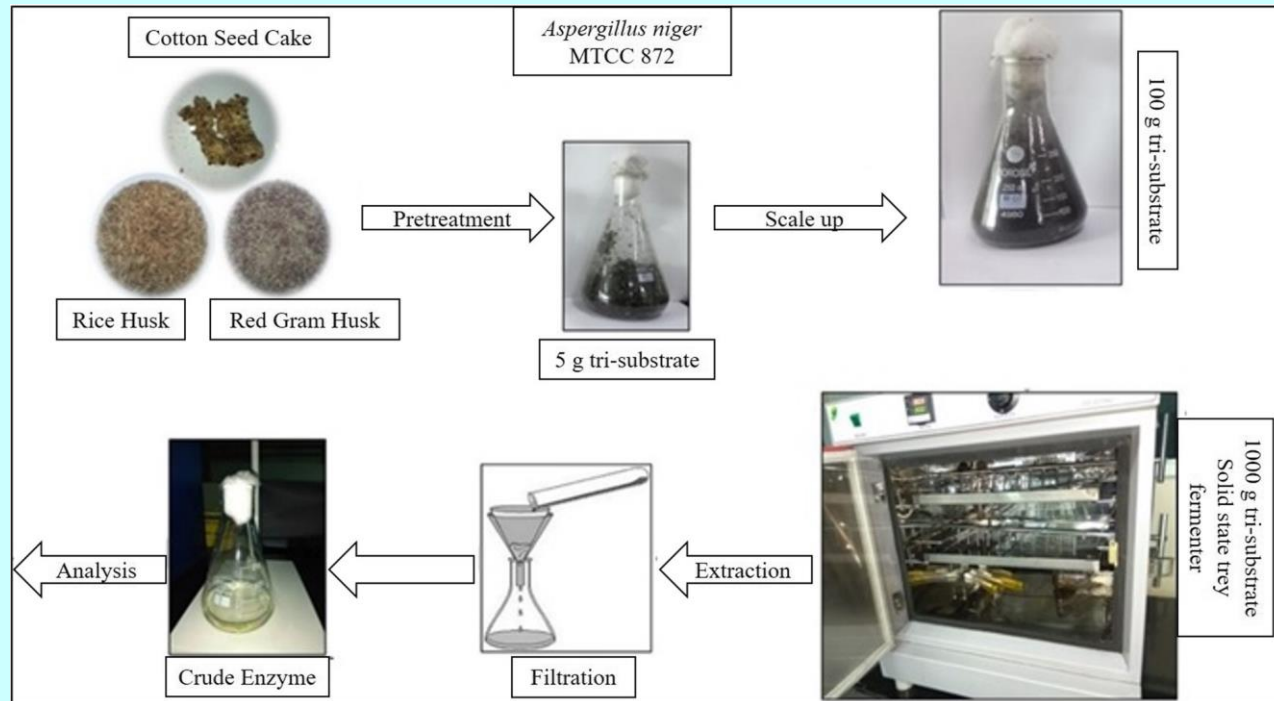 Cotton Seed Cake
Aspergillus niger
MTCC 872
100 g tri-substrate
Pretreatment
Scale up
Rice Husk
Red Gram Husk
5 g tri-substrate
1000 g tri-substrate
Solid state trey
fermenter
Analysis
Extraction
Crude Enzyme
Filtration